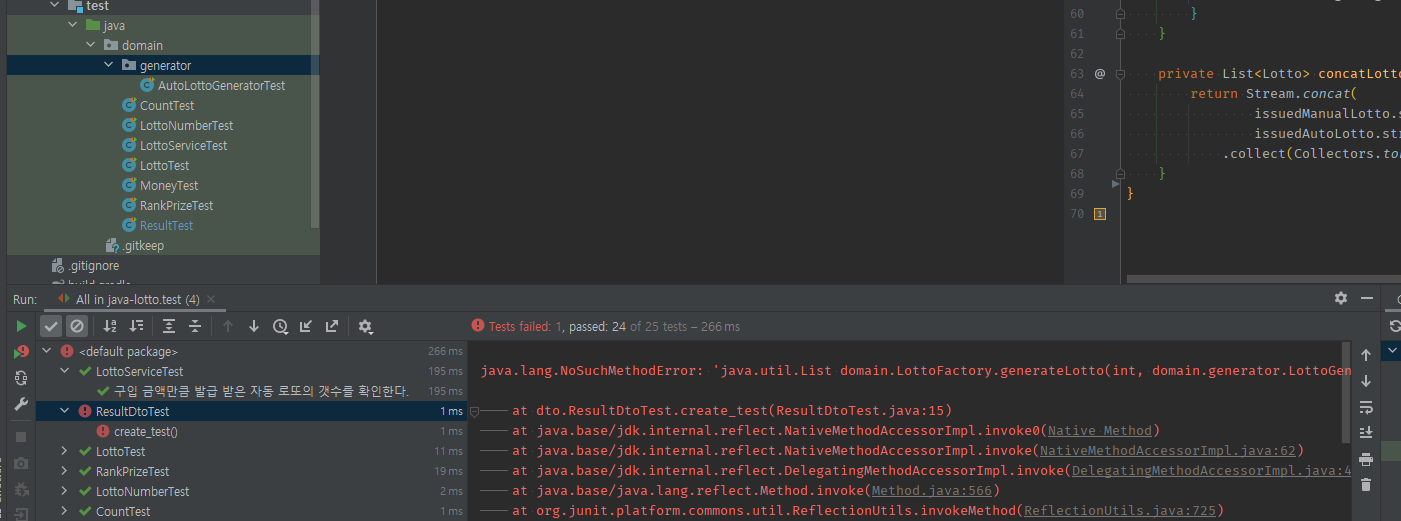 test
java
domain
generator
AutoLottoGeneratorTest
CountTest
LottoNumberTest
LottoServiceTest
LottoTest
MoneyTest
RankPrizeTest
ResultTest
.gitkeep
.gitignore
build.gradle
60 }
61 }
62
63 @ private List<Lotto> concatLotto
64 return Stream.concat(
65 issuedManualLotto.s
66 issuedAutoLotto.str
67 .collect(Collectors.to
68 }
69 }
70
Run: All in java-lotto.test (4)
Tests failed: 1, passed: 24 of 25 tests – 266 ms
<default package> 266 ms
LottoServiceTest 195 ms
구입 금액만큼 발급 받은 자동 로또의 갯수를 확인한다. 195 ms
ResultDtoTest 1 ms
create_test() 1 ms
LottoTest 11 ms
RankPrizeTest 19 ms
LottoNumberTest 2 ms
CountTest 1 ms
java.lang.NoSuchMethodError: 'java.util.List domain.LottoFactory.generateLotto(int, domain.generator.LottoGen
at dto.ResultDtoTest.create_test(ResultDtoTest.java:15)
at java.base/jdk.internal.reflect.NativeMethodAccessorImpl.invoke0(Native Method)
at java.base/jdk.internal.reflect.NativeMethodAccessorImpl.invoke(NativeMethodAccessorImpl.java:62)
at java.base/jdk.internal.reflect.DelegatingMethodAccessorImpl.invoke(DelegatingMethodAccessorImpl.java:4
at java.base/java.lang.reflect.Method.invoke(Method.java:566)
at org.junit.platform.commons.util.ReflectionUtils.invokeMethod(ReflectionUtils.java:725)